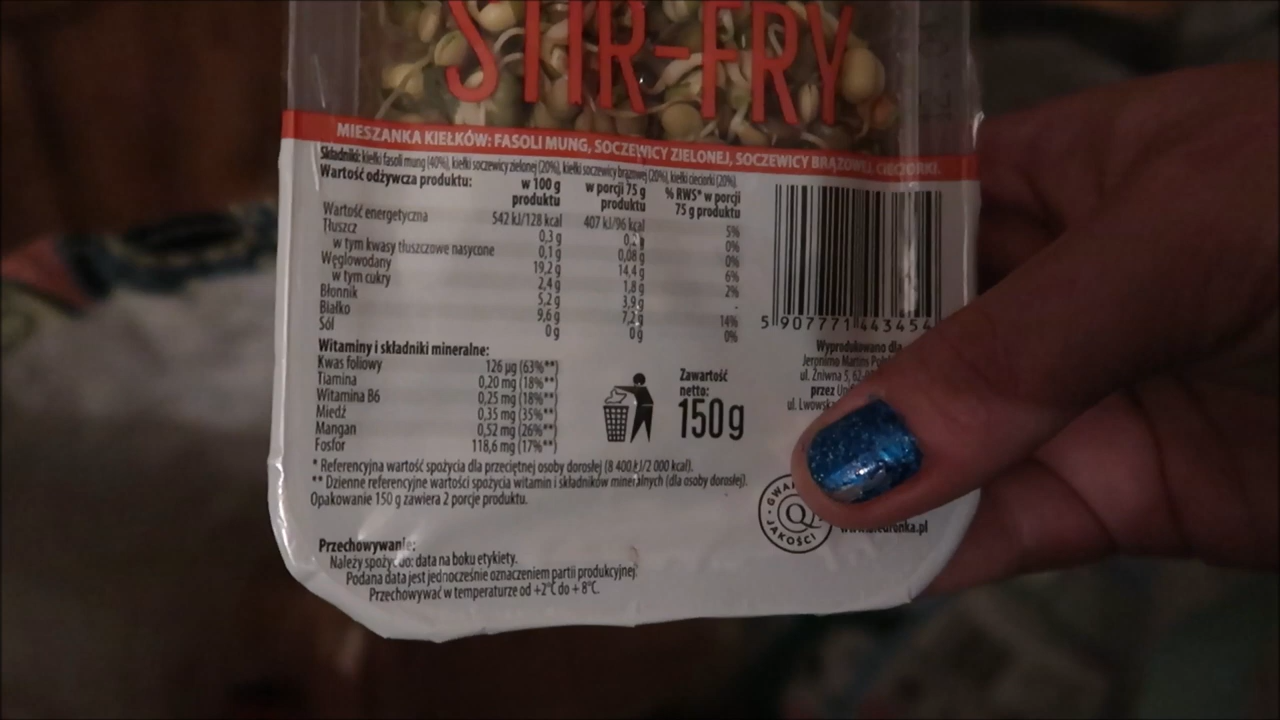 STIR-FRY
MIESZANKA KIEŁKÓW: FASOLI MUNG, SOCZEWICY ZIELONEJ, SOCZEWICY BRĄZOWEJ, CIECIORKI.
Składniki: kiełki fasoli mung (40%), kiełki soczewicy zielonej (20%), kiełki soczewicy brązowej (20%), kiełki cieciorki (20%).
Wartość odżywcza produktu: w 100 g produktu w porcji 75 g produktu % RWS* w porcji 75 g produktu
Wartość energetyczna 542 kJ/128 kcal 407 kJ/96 kcal 5%
Tłuszcz 0,3 g 0%
w tym kwasy tłuszczowe nasycone 0,1 g 0,08 g 0%
Węglowodany 19,2 g 14,4 g 6%
w tym cukry 2,4 g 1,8 g 2%
Błonnik 5,2 g 3,9 g -
Białko 9,6 g 7,2 g 14%
Sól 0 g 0 g 0%
Witaminy i składniki mineralne:
Kwas foliowy 126 µg (63%**)
Tiamina 0,20 mg (18%**)
Witamina B6 0,25 mg (18%**)
Miedź 0,35 mg (35%**)
Mangan 0,52 mg (26%**)
Fosfor 118,6 mg (17%**)
* Referencyjna wartość spożycia dla przeciętnej osoby dorosłej (8 400 kJ/2 000 kcal).
** Dzienne referencyjne wartości spożycia witamin i składników mineralnych (dla osoby dorosłej).
Opakowanie 150 g zawiera 2 porcje produktu.
Przechowywanie:
Należy spożyć do: data na boku etykiety.
Podana data jest jednocześnie oznaczeniem partii produkcyjnej.
Przechowywać w temperaturze od +2°C do + 8°C.
Zawartość
netto:
150 g
5 907771 443454
Wyprodukowano dla
Jeronimo Martins
ul. Żniwna 5,
przez
ul. Lwowska
Q
JAKOŚCI